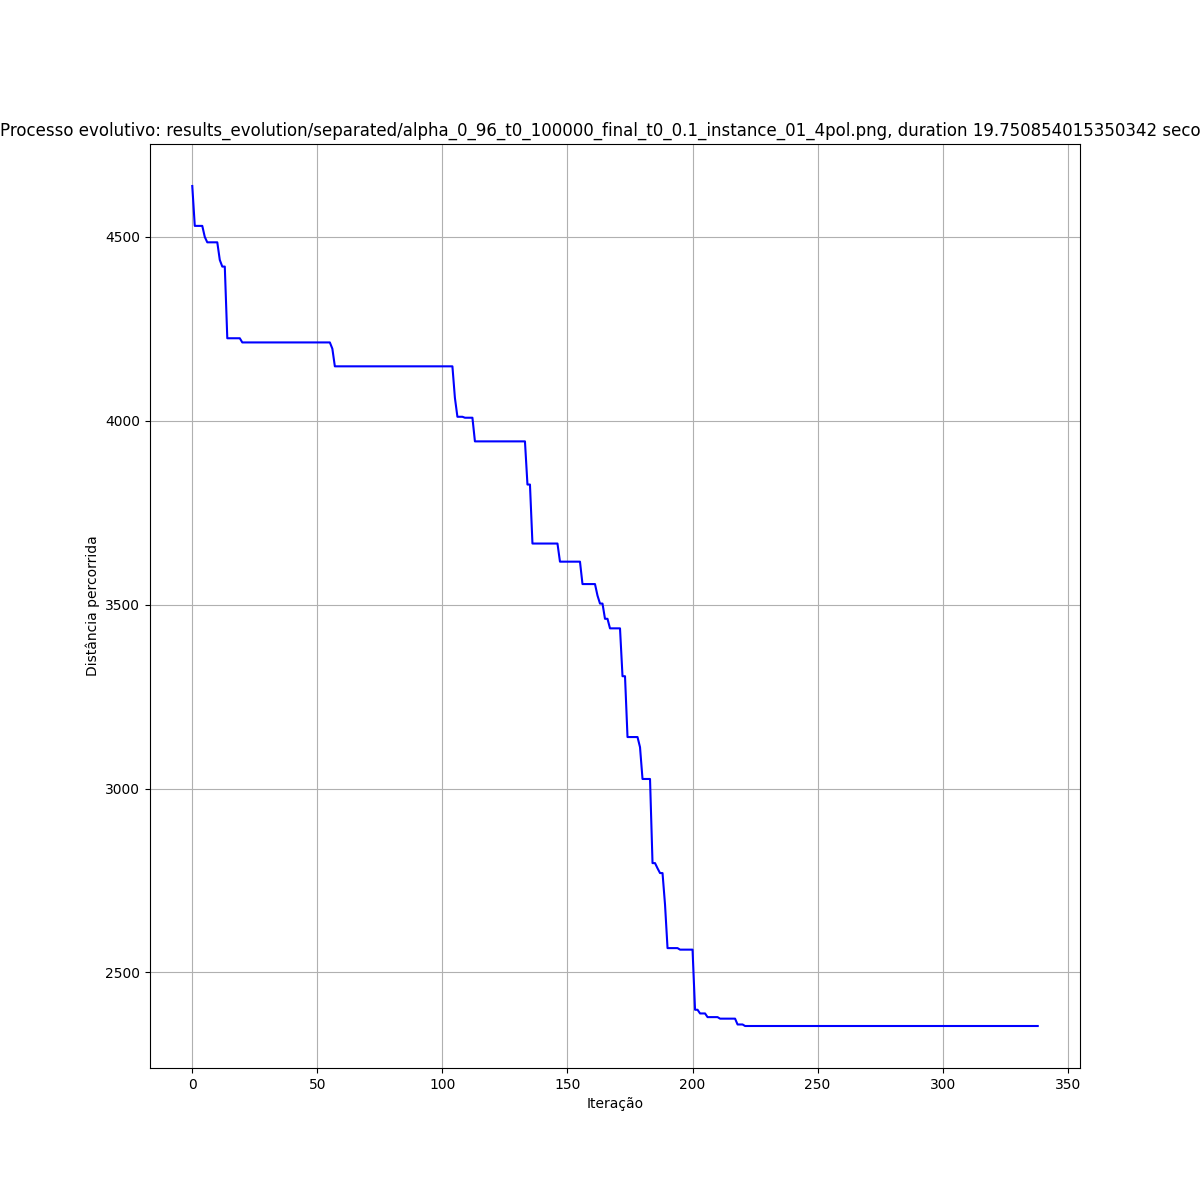 Processo evolutivo: results_evolution/separated/alpha_0_96_t0_100000_final_t0_0.1_instance_01_4pol.png, duration 19.750854015350342 seco
4500
4000
3500
3000
2500
Distância percorrida
0 50 100 150 200 250 300 350
Iteração